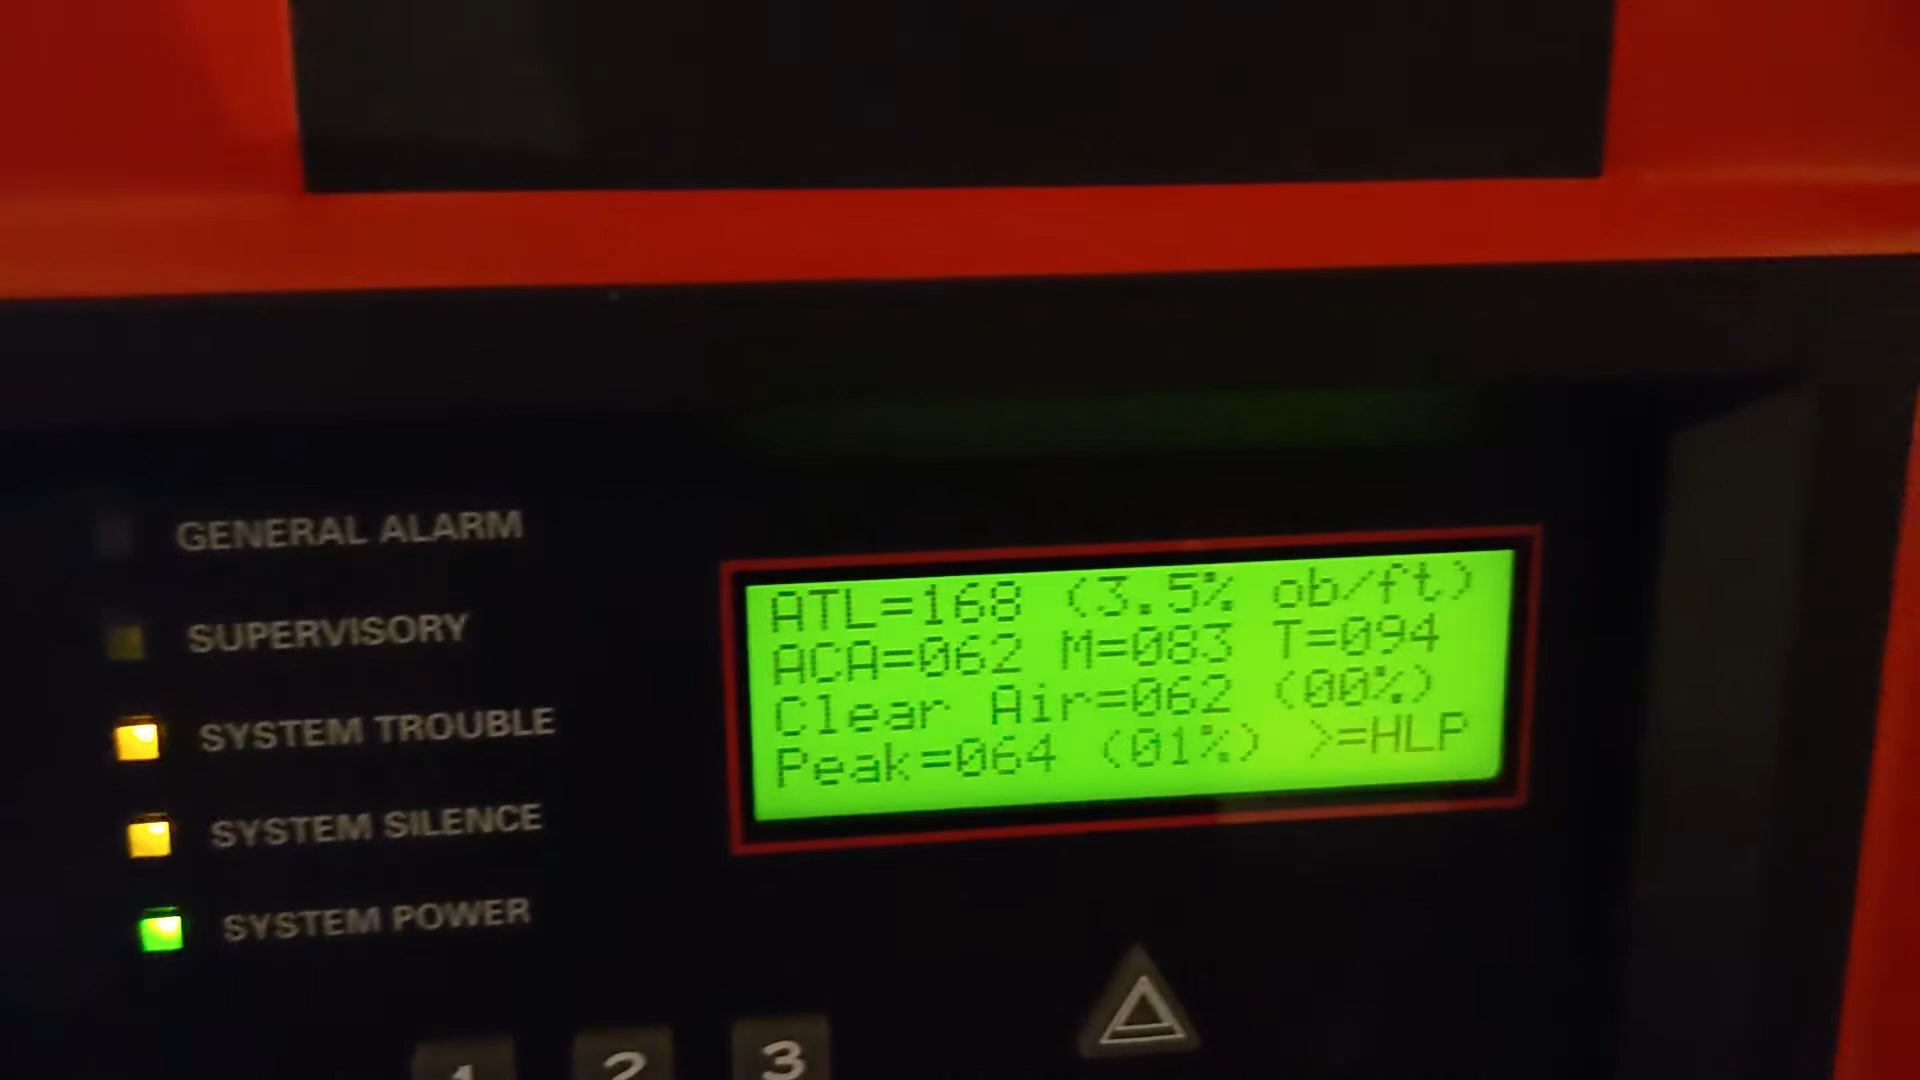 GENERAL ALARM
SUPERVISORY
SYSTEM TROUBLE
SYSTEM SILENCE
SYSTEM POWER
ATL=168 (3.5% ob/ft)
ACA=062 M=083 T=094
Clear Air=062 (00%)
Peak=064 (01%) >=HLP
1 2 3